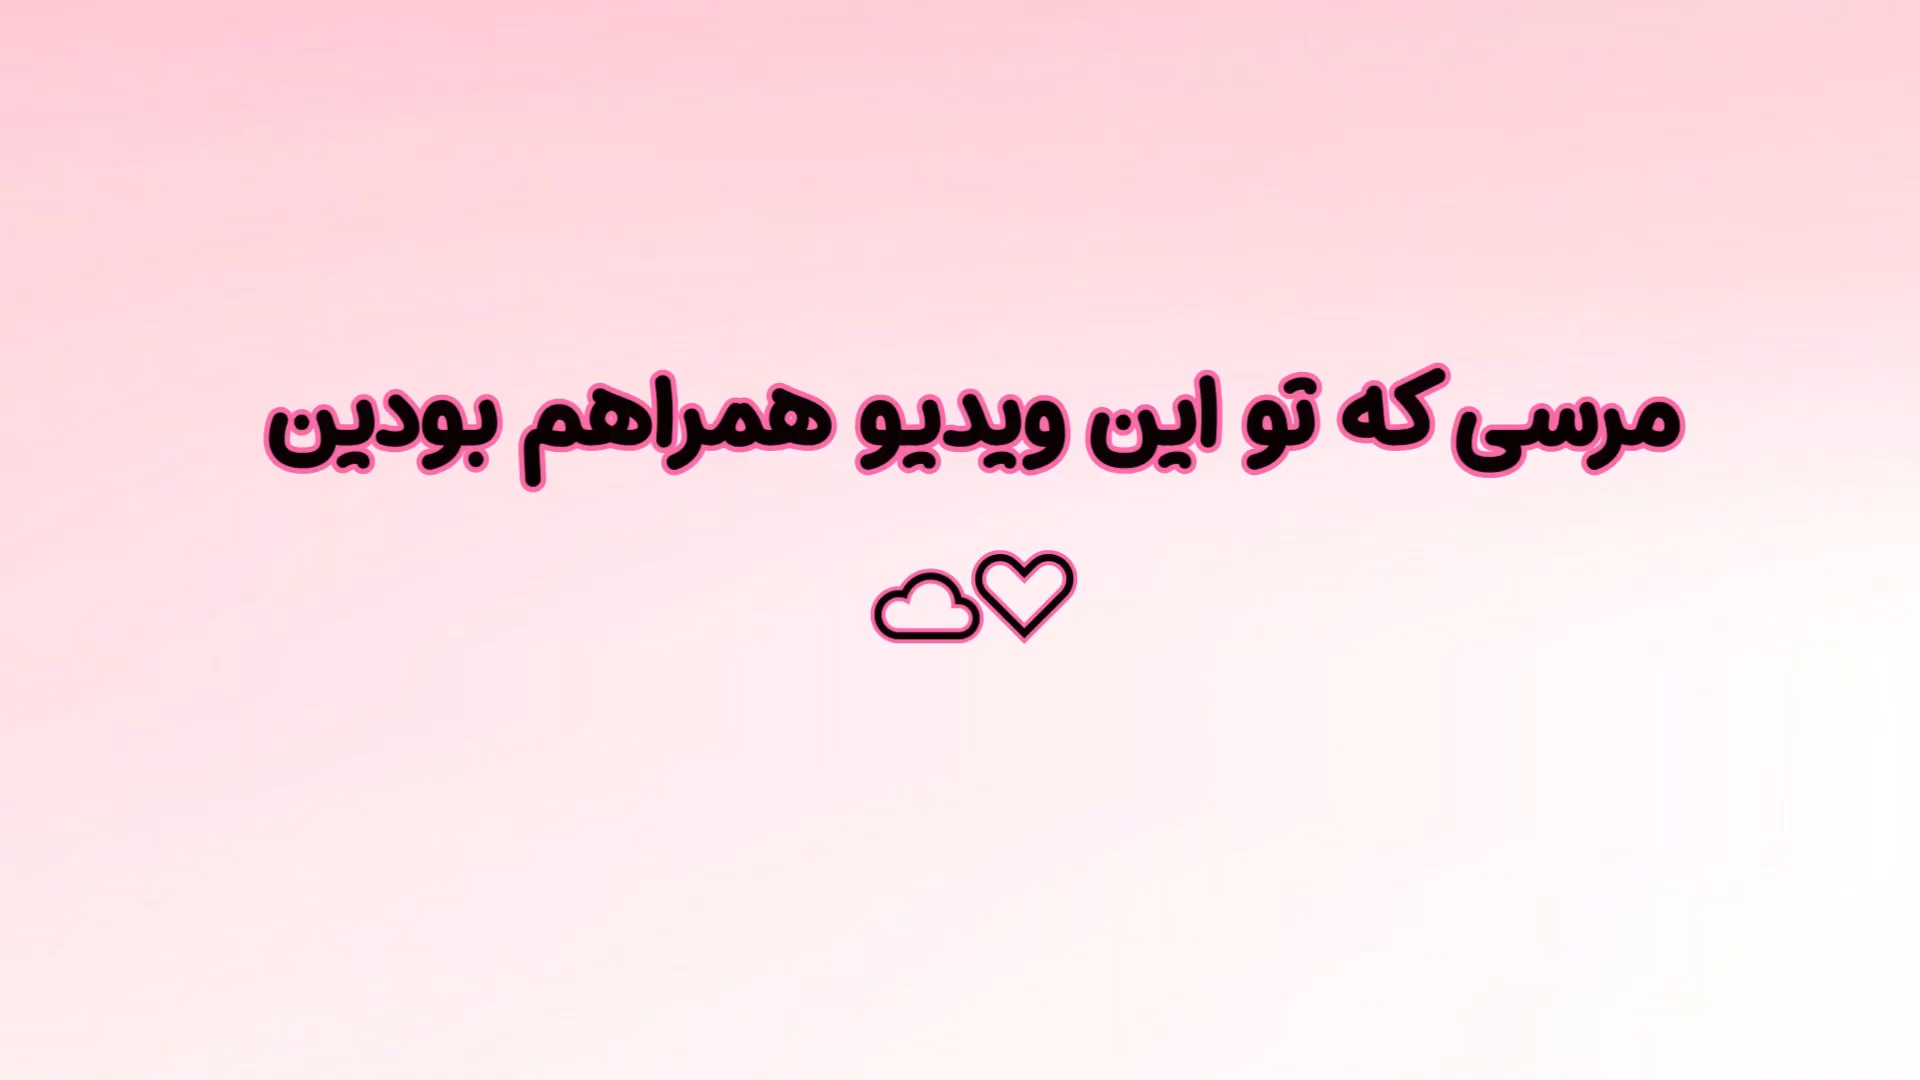 مرسی که تو این ویدیو همراهم بودین
♡☁